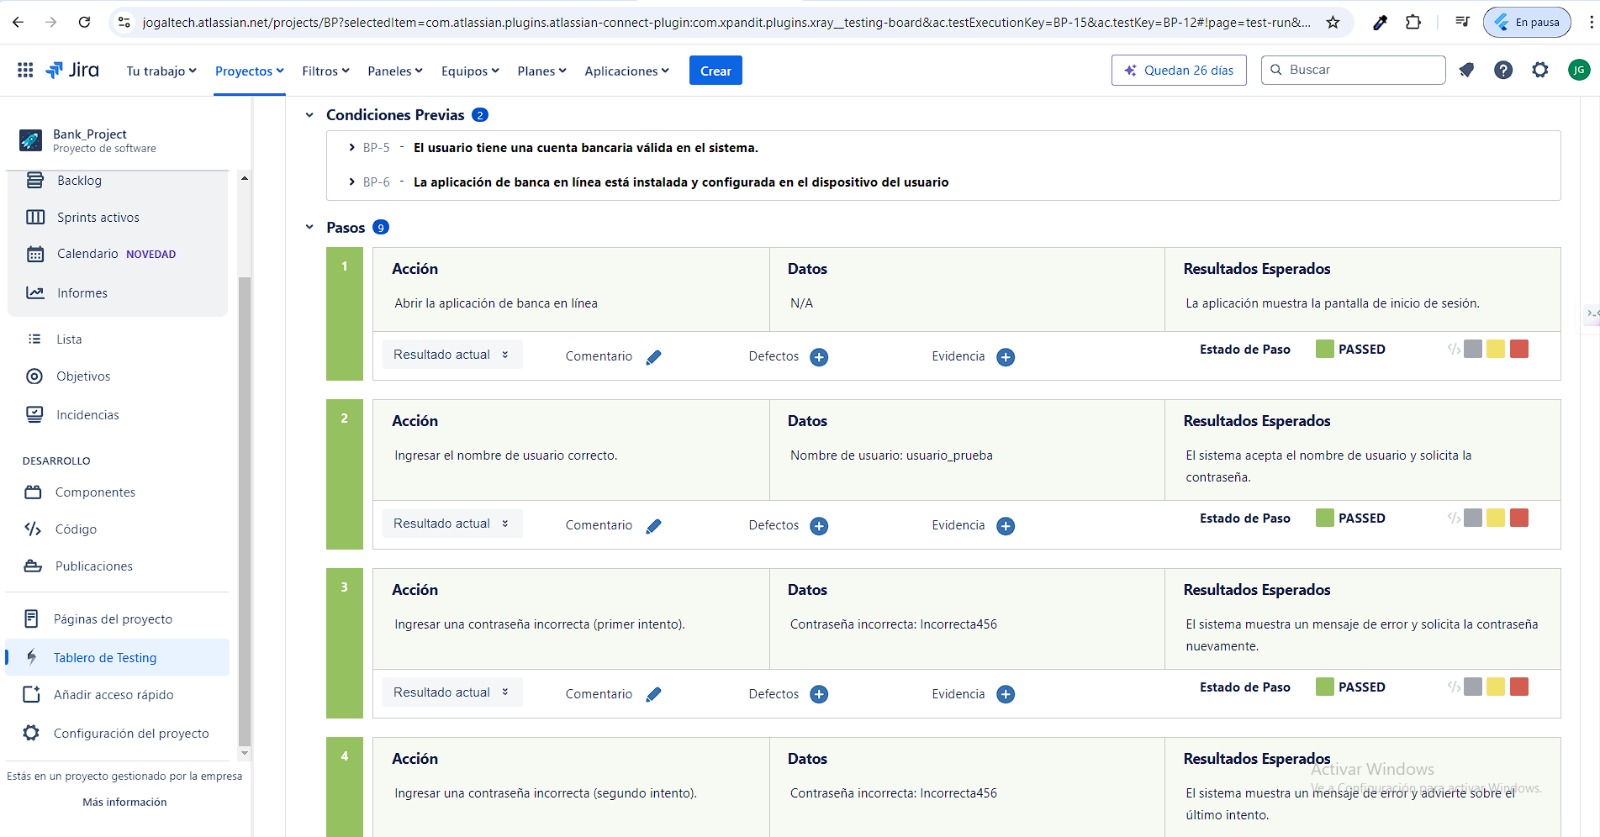 jogaltech.atlassian.net/projects/BP?selectedItem=com.atlassian.plugins.atlassian-connect-plugin:com.xpandit.plugins.xray__testing-board&ac.testExecutionKey=BP-15&ac.testKey=BP-12#!page=test-run&...
En pausa
Jira
Tu trabajo
Proyectos
Filtros
Paneles
Equipos
Planes
Aplicaciones
Crear
Quedan 26 días
Buscar
JG
Bank_Project
Proyecto de software
Backlog
Sprints activos
Calendario NOVEDAD
Informes
Lista
Objetivos
Incidencias
DESARROLLO
Componentes
Código
Publicaciones
Páginas del proyecto
Tablero de Testing
Añadir acceso rápido
Configuración del proyecto
Estás en un proyecto gestionado por la empresa
Más información
Condiciones Previas 2
BP-5 - El usuario tiene una cuenta bancaria válida en el sistema.
BP-6 - La aplicación de banca en línea está instalada y configurada en el dispositivo del usuario
Pasos 9
1
Acción
Abrir la aplicación de banca en línea
Datos
N/A
Resultados Esperados
La aplicación muestra la pantalla de inicio de sesión.
Resultado actual
Comentario
Defectos
Evidencia
Estado de Paso
PASSED
2
Acción
Ingresar el nombre de usuario correcto.
Datos
Nombre de usuario: usuario_prueba
Resultados Esperados
El sistema acepta el nombre de usuario y solicita la
contraseña.
Resultado actual
Comentario
Defectos
Evidencia
Estado de Paso
PASSED
3
Acción
Ingresar una contraseña incorrecta (primer intento).
Datos
Contraseña incorrecta: Incorrecta456
Resultados Esperados
El sistema muestra un mensaje de error y solicita la contraseña
nuevamente.
Resultado actual
Comentario
Defectos
Evidencia
Estado de Paso
PASSED
4
Acción
Ingresar una contraseña incorrecta (segundo intento).
Datos
Contraseña incorrecta: Incorrecta456
Resultados Esperados
El sistema muestra un mensaje de error y advierte sobre el
último intento.
Activar Windows
Ve a Configuración para activar Windows.